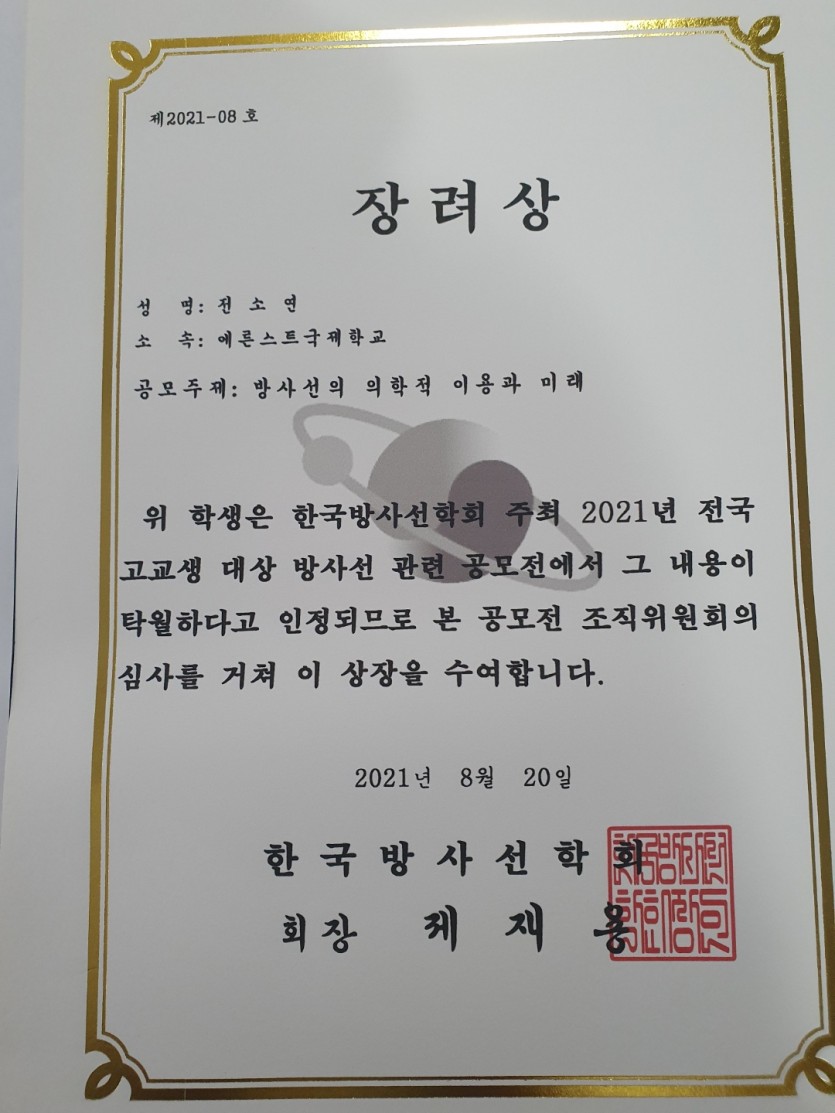 제2021-08 호
장 려 상
성 명: 전 소 연
소 속: 에른스트국제학교
공모주제: 방사선의 의학적 이용과 미래
위 학생은 한국방사선학회 주최 2021년 전국
고교생 대상 방사선 관련 공모전에서 그 내용이
탁월하다고 인정되므로 본 공모전 조직위원회의
심사를 거쳐 이 상장을 수여합니다.
2021년 8월 20일
한 국 방 사 선 학 회
회장 제 재 용